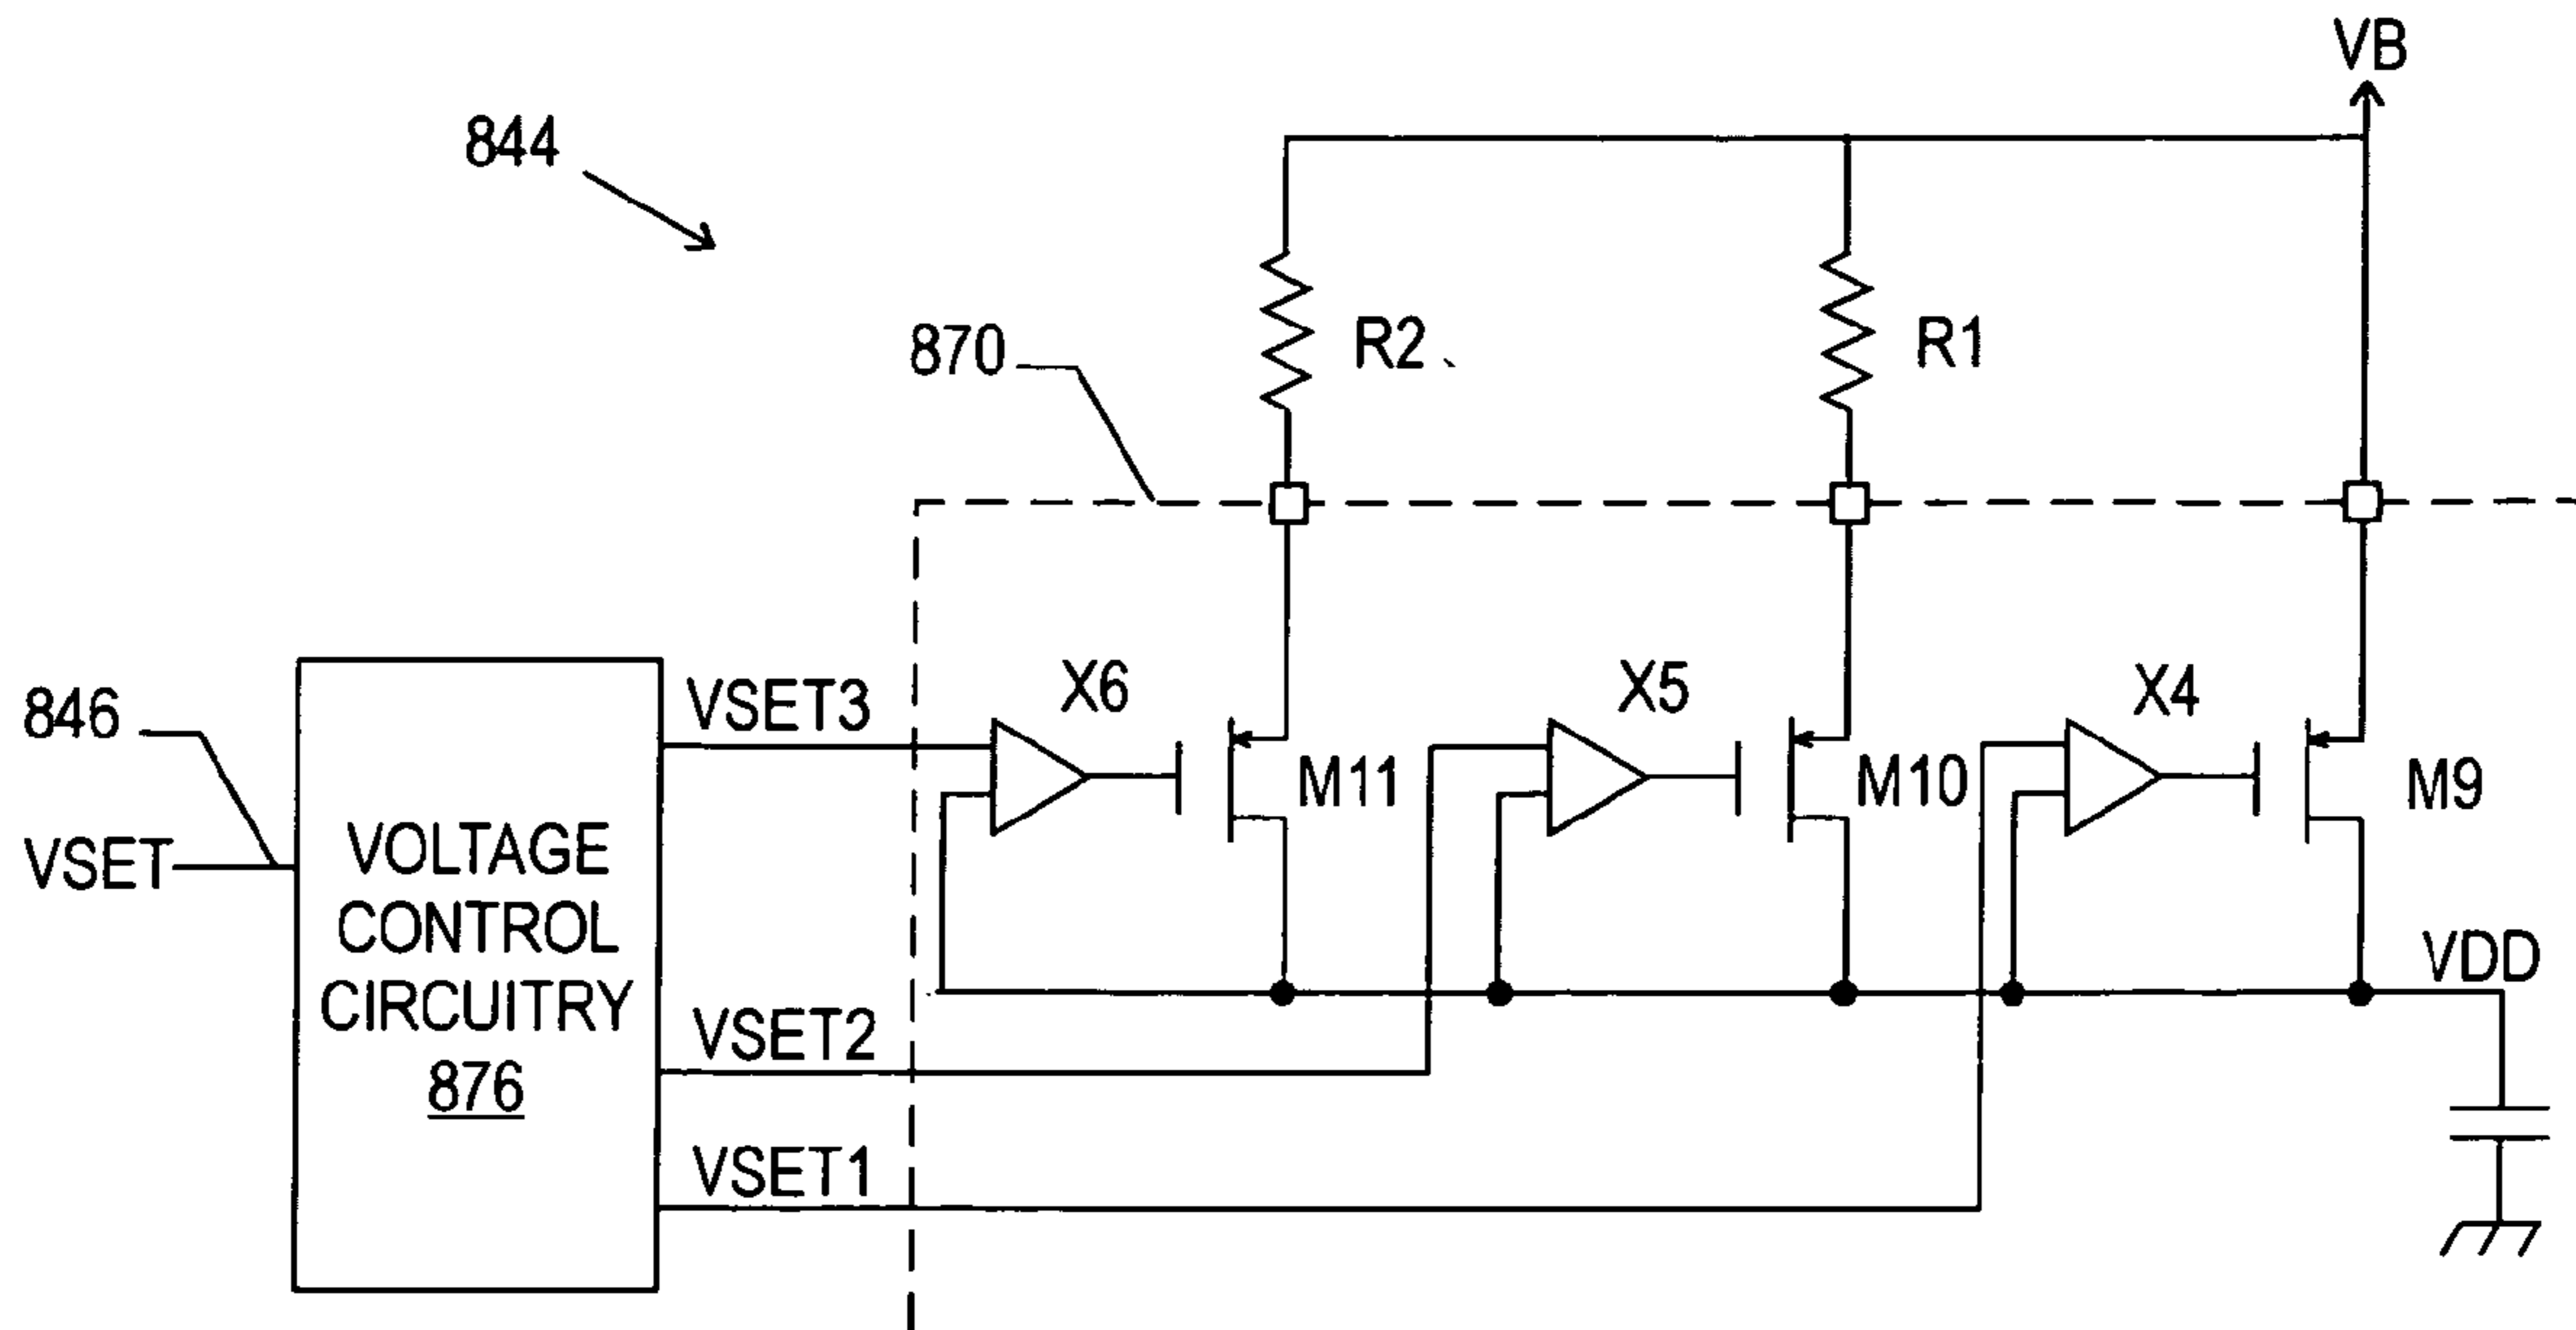 VB
844
R2
R1
870
X6
X5
X4
846
VSET3
M11
M10
M9
VSET
VOLTAGE
CONTROL
CIRCUITRY
876
VDD
VSET2
VSET1